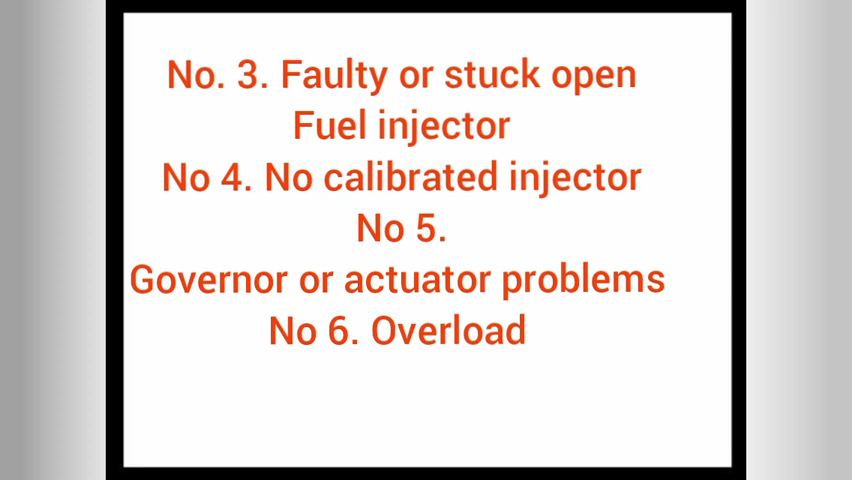 No. 3. Faulty or stuck open
Fuel injector
No 4. No calibrated injector
No 5.
Governor or actuator problems
No 6. Overload